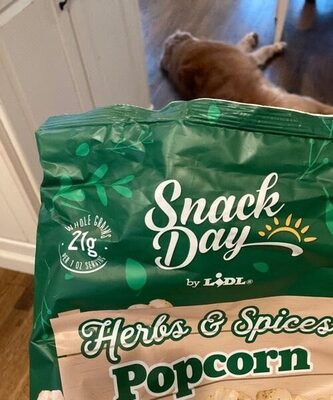 Snack
Day
by LIDL®
WHOLE GRAINS
21g
PER 1 OZ SERVING
Herbs & Spices
Popcorn